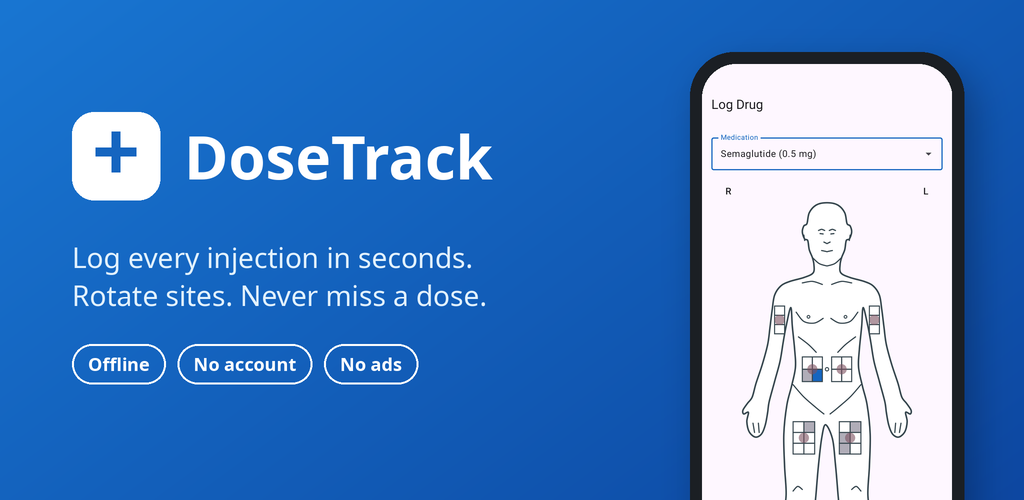 DoseTrack
Log every injection in seconds.
Rotate sites. Never miss a dose.
Offline
No account
No ads
Log Drug
Medication
Semaglutide (0.5 mg)
R
L